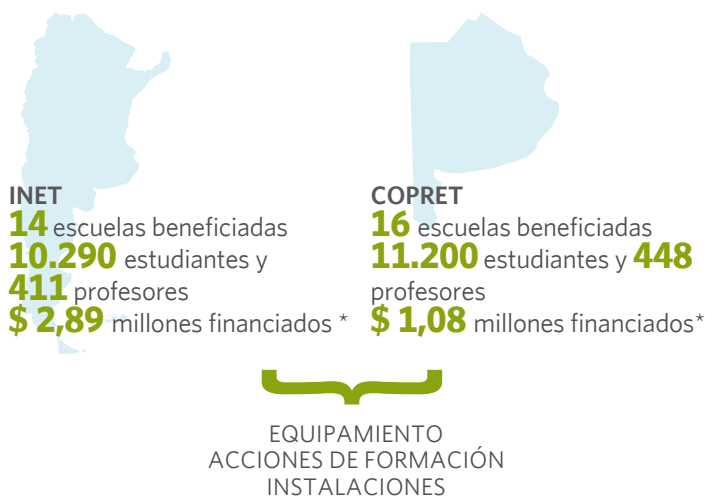 INET
14 escuelas beneficiadas
10.290 estudiantes y
411 profesores
$ 2,89 millones financiados *
COPRET
16 escuelas beneficiadas
11.200 estudiantes y 448
profesores
$ 1,08 millones financiados*
EQUIPAMIENTO
ACCIONES DE FORMACIÓN
INSTALACIONES